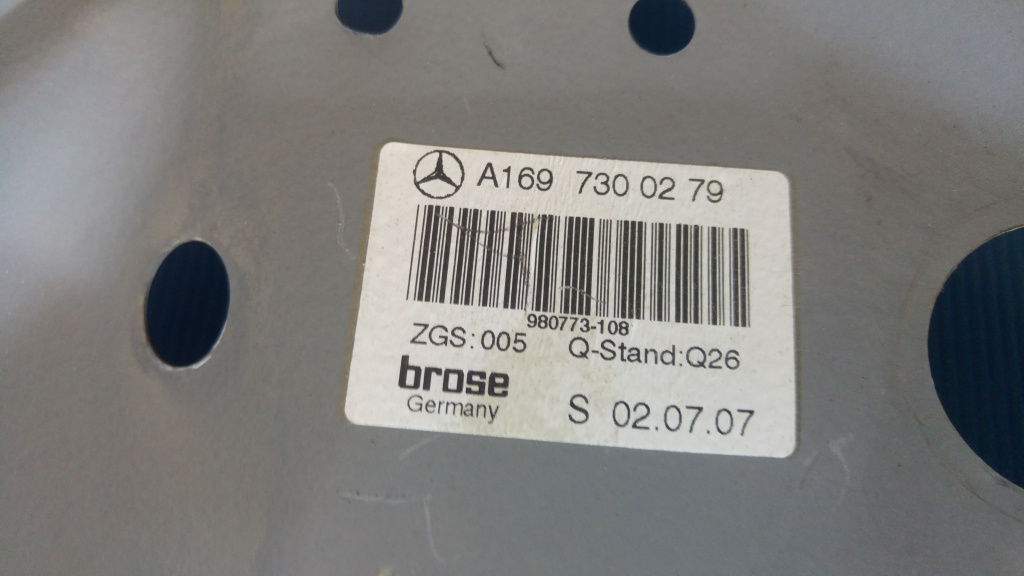 A169 730 02 79
980773-108
ZGS:005 Q-Stand:Q26
brose
Germany
S 02.07.07